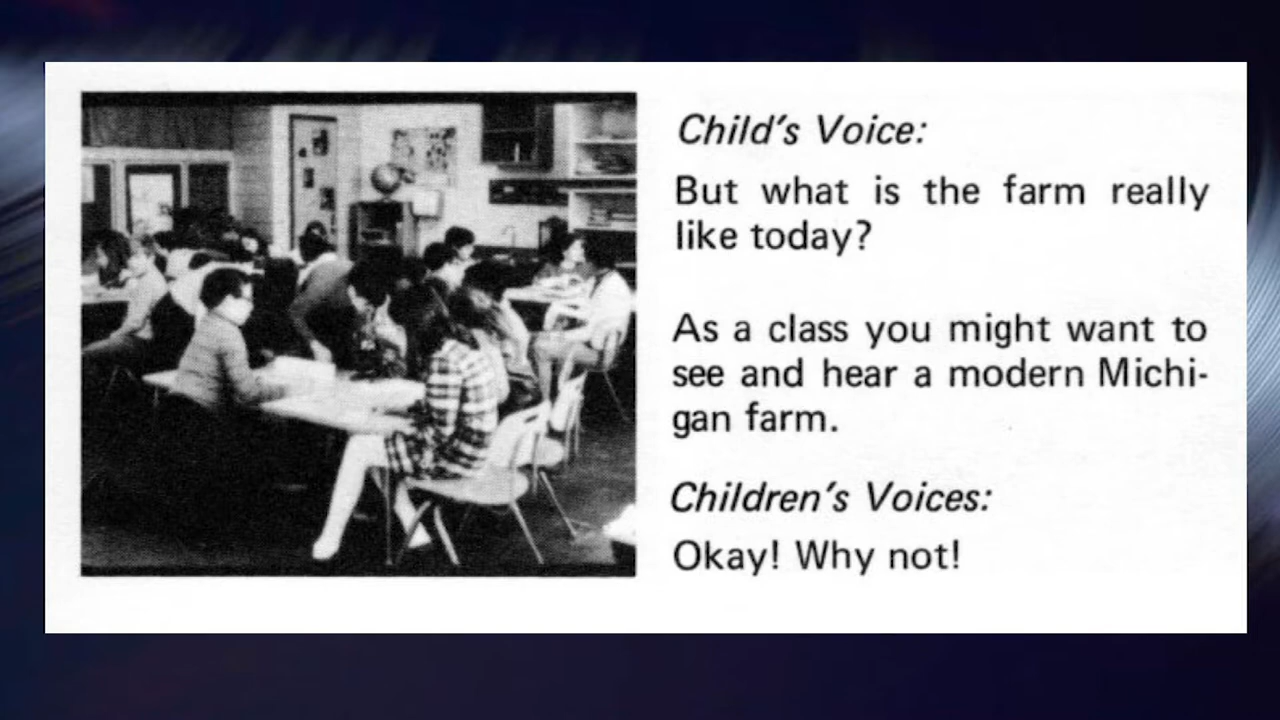 Child's Voice:
But what is the farm really
like today?
As a class you might want to
see and hear a modern Michi-
gan farm.
Children's Voices:
Okay! Why not!